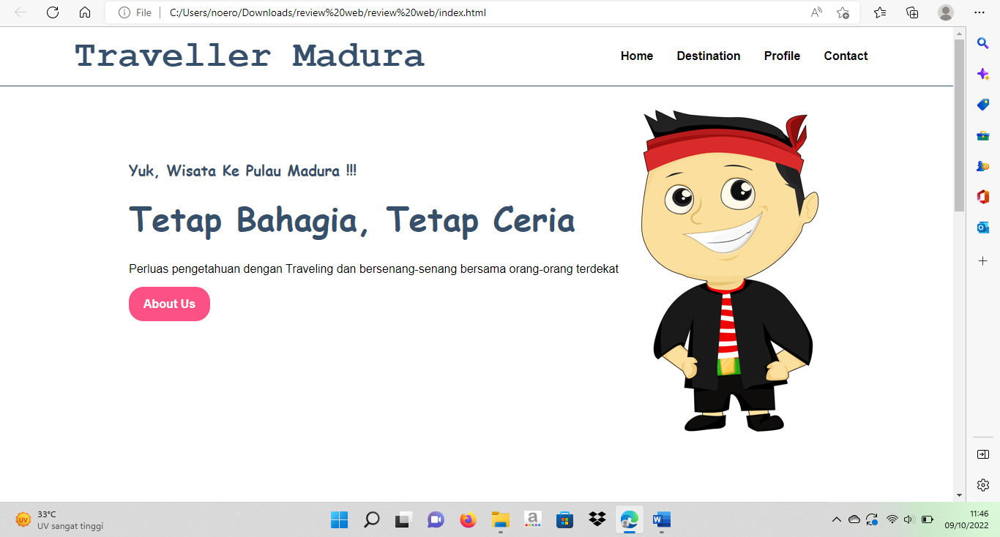 File
C:/Users/noero/Downloads/review%20web/review%20web/index.html
Traveller Madura
Home
Destination
Profile
Contact
Yuk, Wisata Ke Pulau Madura !!!
Tetap Bahagia, Tetap Ceria
Perluas pengetahuan dengan Traveling dan bersenang-senang bersama orang-orang terdekat
About Us
UV
33°C
UV sangat tinggi
a
W
11:46
09/10/2022